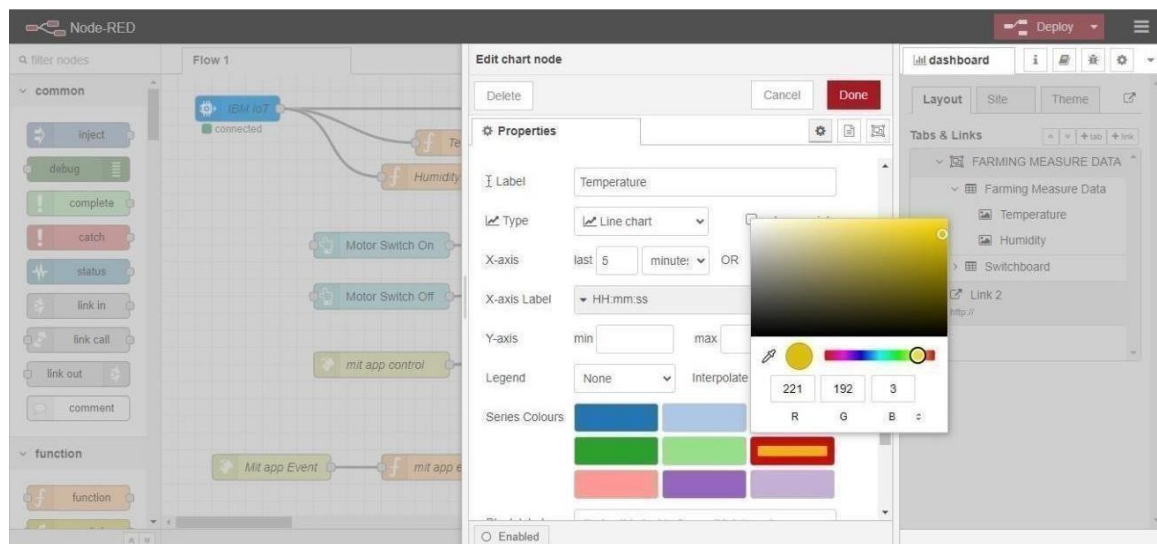 Node-RED
Deploy
filter nodes
common
inject
debug
complete
catch
status
link in
link call
link out
comment
function
function
Flow 1
IBM IoT
connected
Te
Humidity
Motor Switch On
Motor Switch Off
mit app control
Mit app Event
mit app e
Edit chart node
Delete
Cancel
Done
Properties
Label
Temperature
Type
Line chart
X-axis
last 5
minutes
OR
X-axis Label
HH:mm:ss
Y-axis
min
max
Legend
None
Interpolate
Series Colours
Enabled
221 192 3
R G B
dashboard
Layout Site Theme
Tabs & Links
+ tab + link
FARMING MEASURE DATA
Farming Measure Data
Temperature
Humidity
Switchboard
Link 2
http://